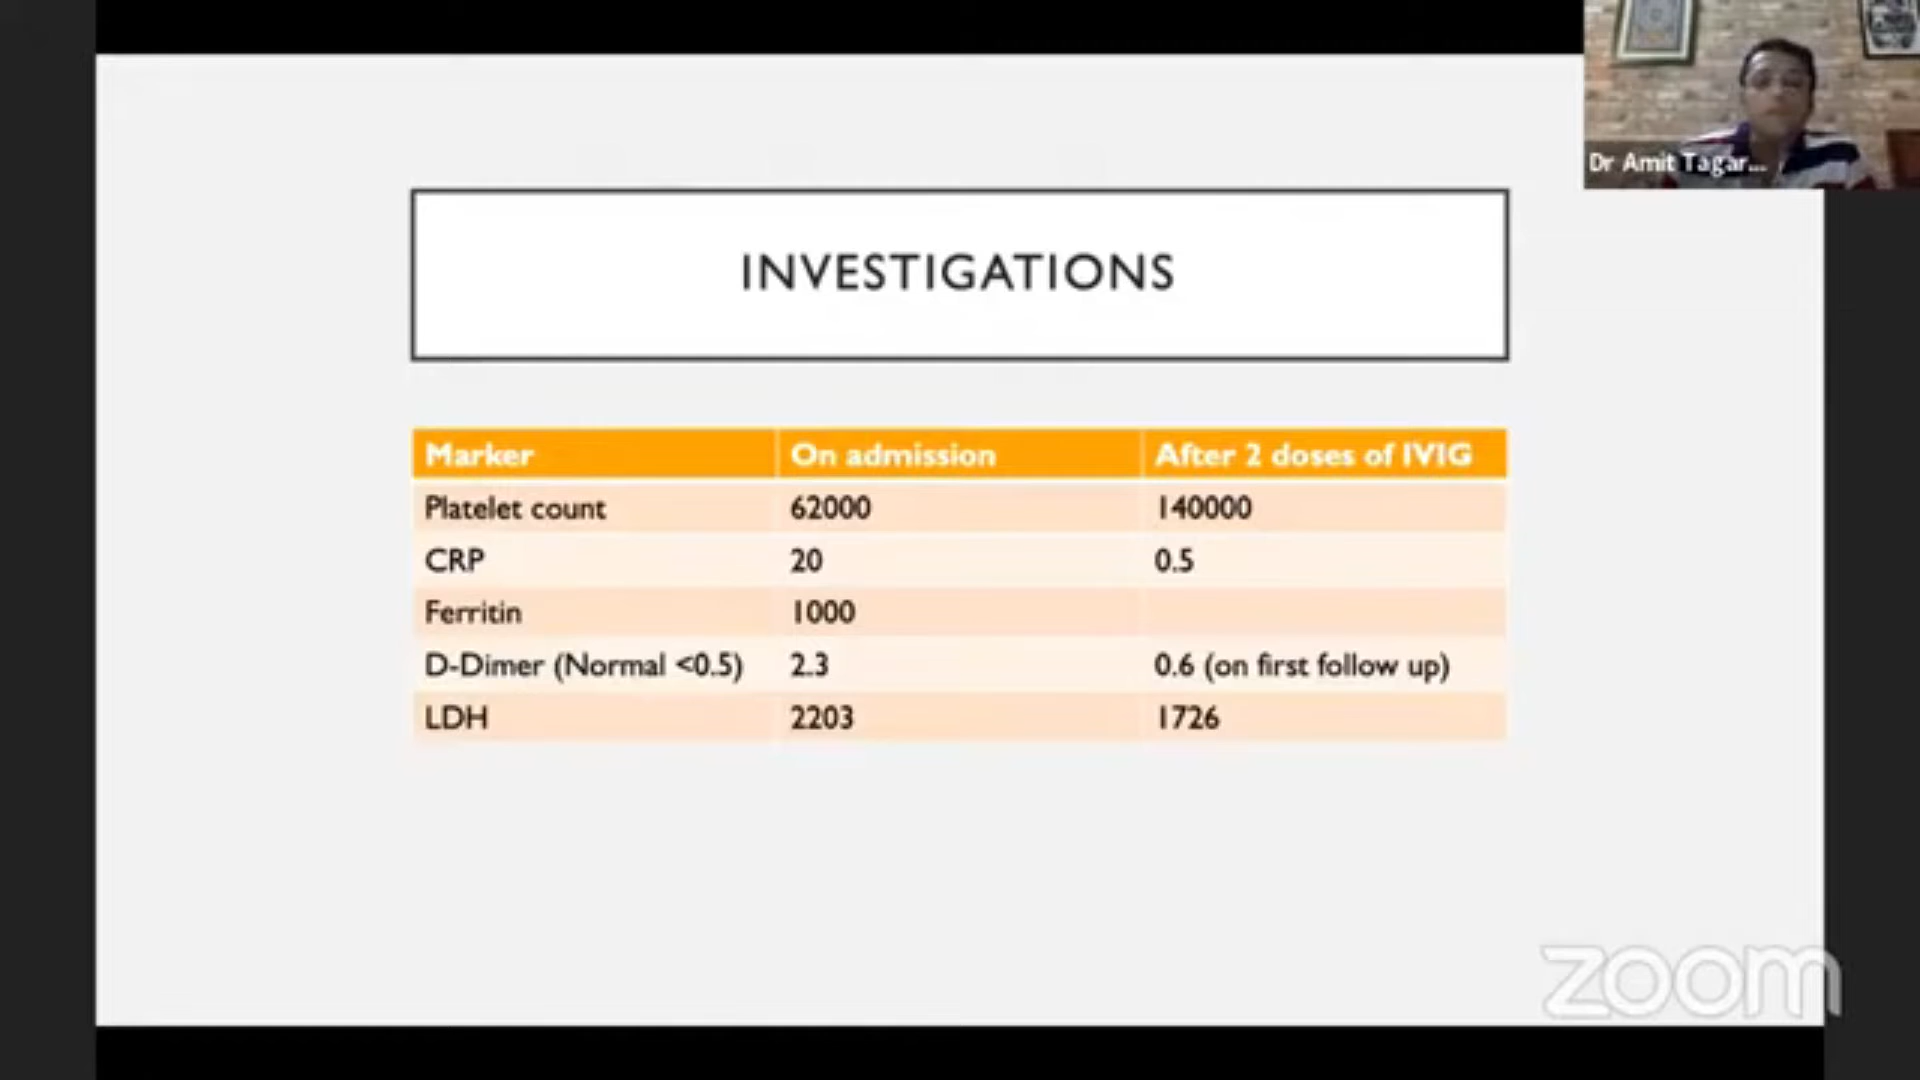 Dr Amit Tagar...
INVESTIGATIONS
Marker On admission After 2 doses of IVIG
Platelet count 62000 140000
CRP 20 0.5
Ferritin 1000
D-Dimer (Normal <0.5) 2.3 0.6 (on first follow up)
LDH 2203 1726
zoom